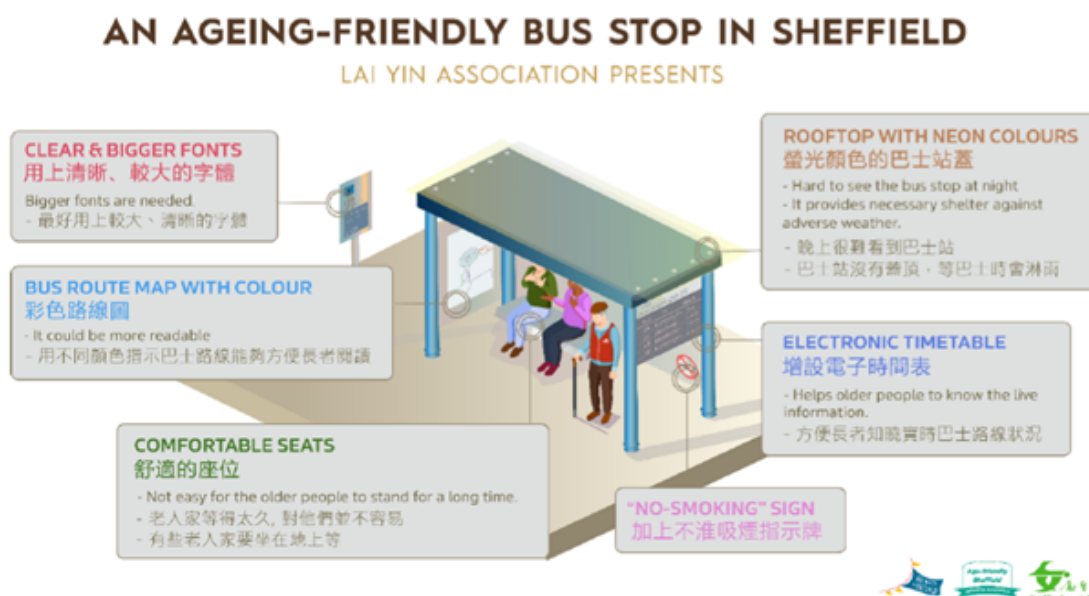 AN AGEING-FRIENDLY BUS STOP IN SHEFFIELD
LAI YIN ASSOCIATION PRESENTS
CLEAR & BIGGER FONTS
用上清晰、較大的字體
Bigger fonts are needed.
- 最好用上較大、清晰的字體
BUS ROUTE MAP WITH COLOUR
彩色路線圖
- It could be more readable
- 用不同顏色指示巴士路線能夠方便長者閱讀
COMFORTABLE SEATS
舒適的座位
- Not easy for the older people to stand for a long time.
- 老人家等得太久, 對他們並不容易
- 有些老人家要坐在地上等
ROOFTOP WITH NEON COLOURS
螢光顏色的巴士站蓋
- Hard to see the bus stop at night
- It provides necessary shelter against
adverse weather.
- 晚上很難看到巴士站
- 巴士站沒有蓋頂，等巴士時會淋雨
ELECTRONIC TIMETABLE
增設電子時間表
- Helps older people to know the live
information.
- 方便長者知曉實時巴士路線狀況
"NO-SMOKING" SIGN
加上不准吸煙指示牌
Age-friendly
Sheffield